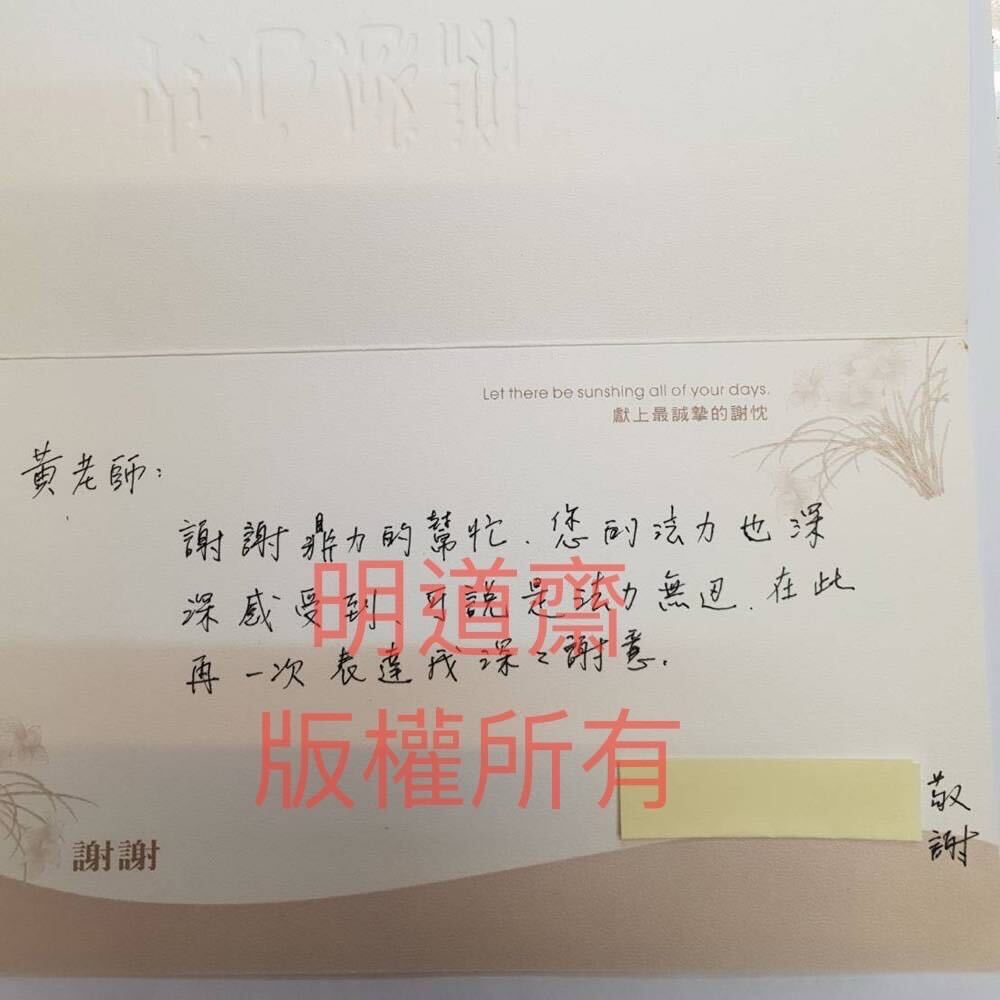 Let there be sunshing all of your days.
獻上最誠摯的謝忱
黃老師：
謝謝鼎力的幫忙.您的法力也深
深感受到、可說是法力無边.在此
再一次表達我深々謝意.
明道齋
版權所有
敬
謝
謝謝